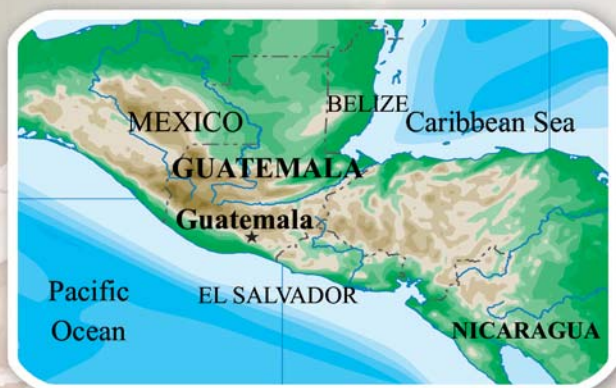 BELIZE
MEXICO
Caribbean Sea
GUATEMALA
Guatemala
Pacific
Ocean
EL SALVADOR
NICARAGUA